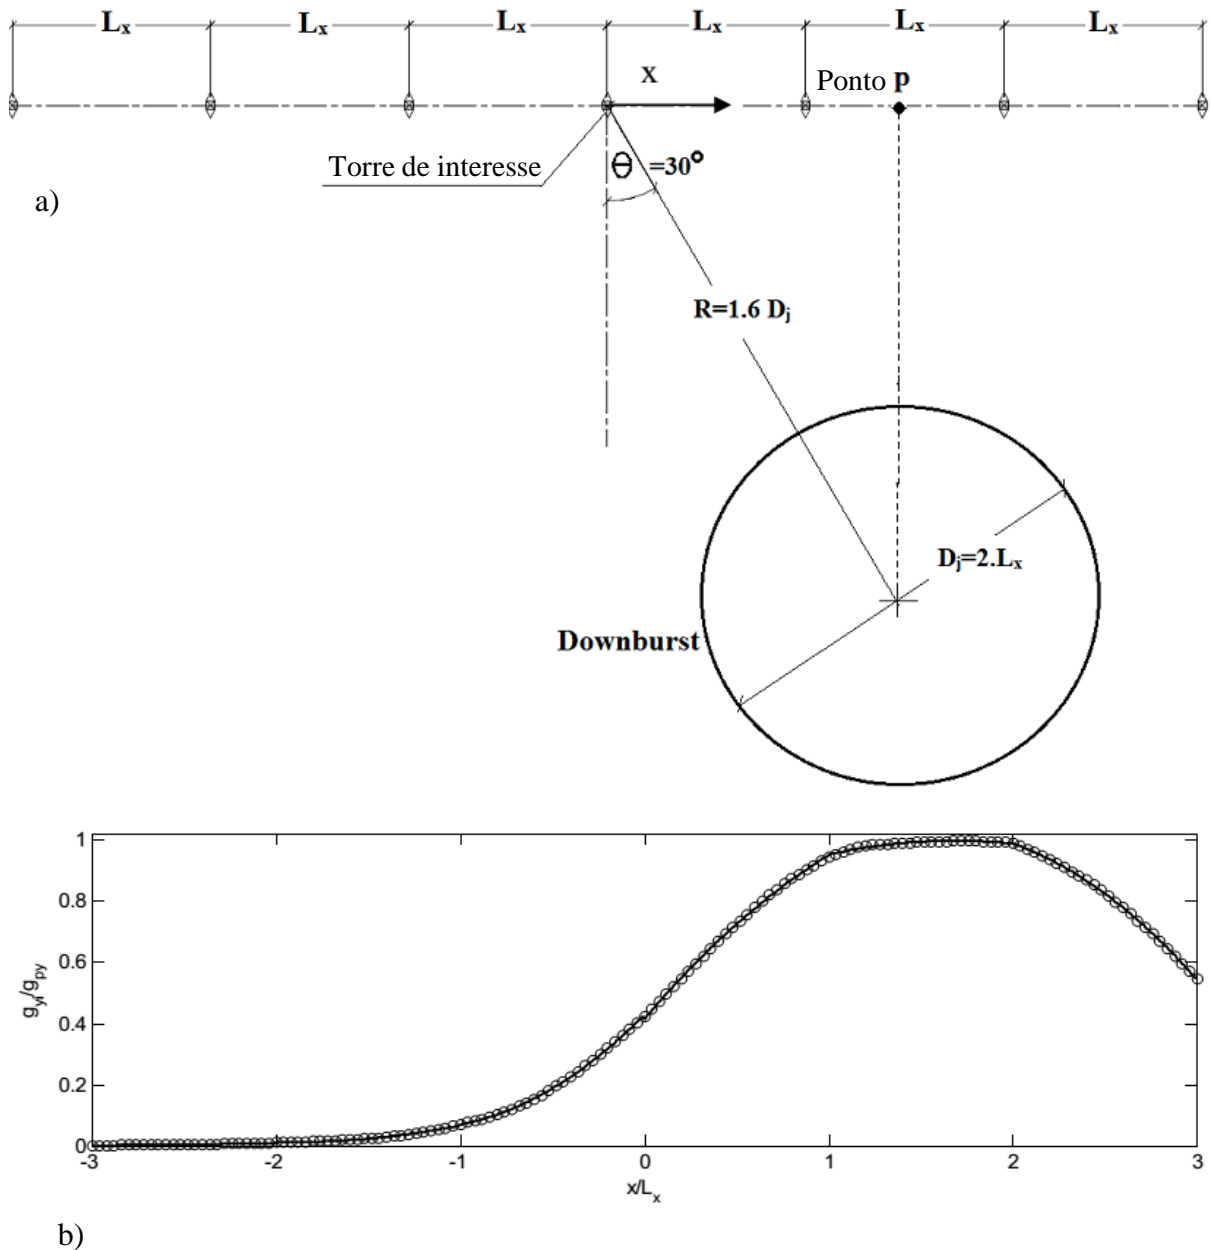 Lx Lx Lx Lx Lx Lx
X
Ponto p
Torre de interesse
θ =30°
a)
R=1.6 Dj
Dj=2.Lx
Downburst
1
0.8
0.6
0.4
0.2
0
gyi/gpy
-3 -2 -1 0 1 2 3
x/Lx
b)